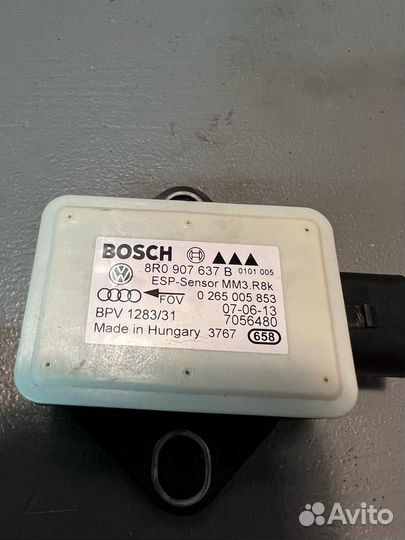 BOSCH
8R0 907 637 B 0101 005
ESP-Sensor MM3.R8k
FOV 0 265 005 853
BPV 1283/31 07-06-13
7056480
Made in Hungary 3767 658
Avito